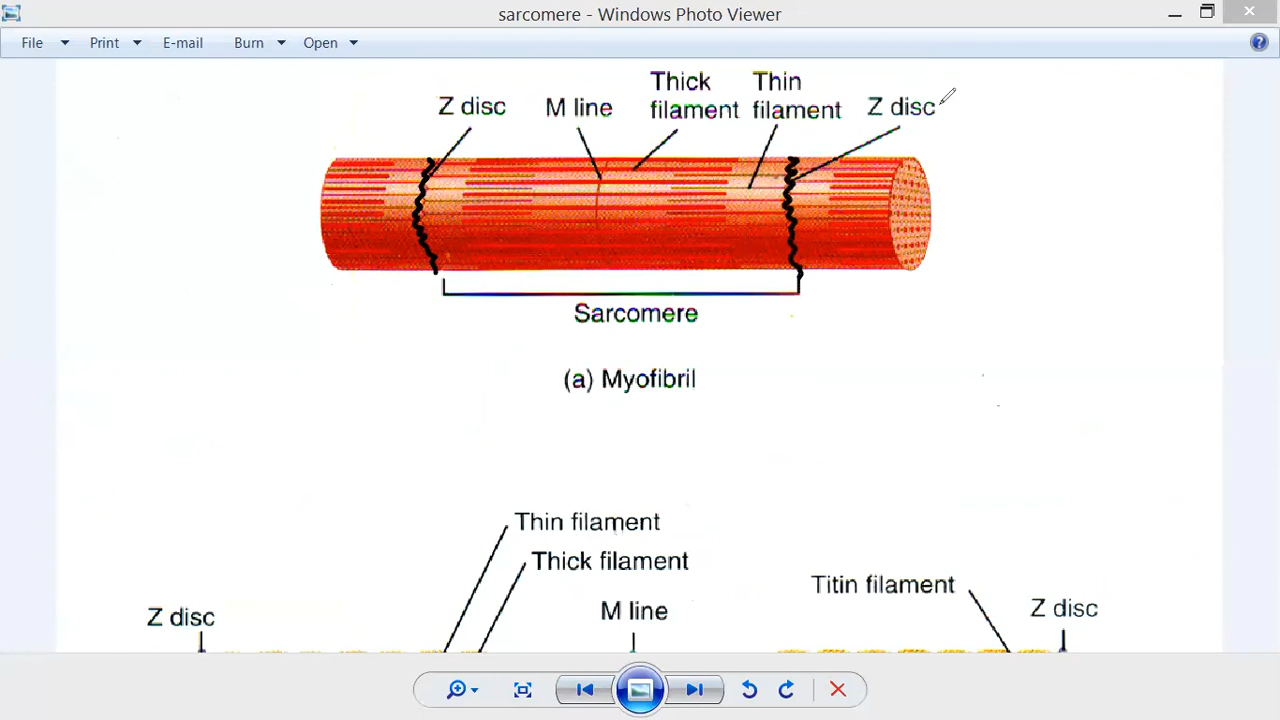 sarcomere - Windows Photo Viewer
File Print E-mail Burn Open
Thick Thin
Z disc M line filament filament Z disc
Sarcomere
(a) Myofibril
Thin filament
Thick filament
Titin filament
Z disc M line Z disc